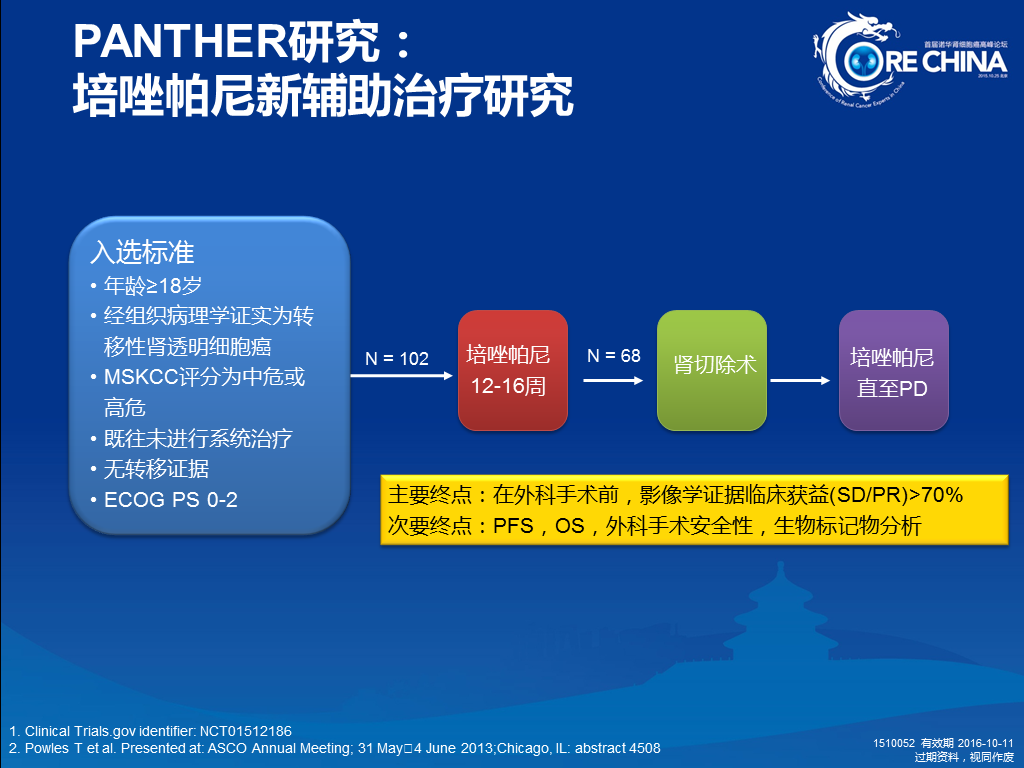 PANTHER研究：
培唑帕尼新辅助治疗研究
首届诺华肾细胞癌高峰论坛
CORE CHINA
2015.10.25 北京
Conference of Renal Cancer Experts in China
入选标准
• 年龄≥18岁
• 经组织病理学证实为转
移性肾透明细胞癌
• MSKCC评分为中危或
高危
• 既往未进行系统治疗
• 无转移证据
• ECOG PS 0-2
N = 102
培唑帕尼
12-16周
N = 68
肾切除术
培唑帕尼
直至PD
主要终点：在外科手术前，影像学证据临床获益(SD/PR)>70%
次要终点：PFS，OS，外科手术安全性，生物标记物分析
1. Clinical Trials.gov identifier: NCT01512186
2. Powles T et al. Presented at: ASCO Annual Meeting; 31 May□4 June 2013;Chicago, IL: abstract 4508
1510052 有效期 2016-10-11
过期资料，视同作废